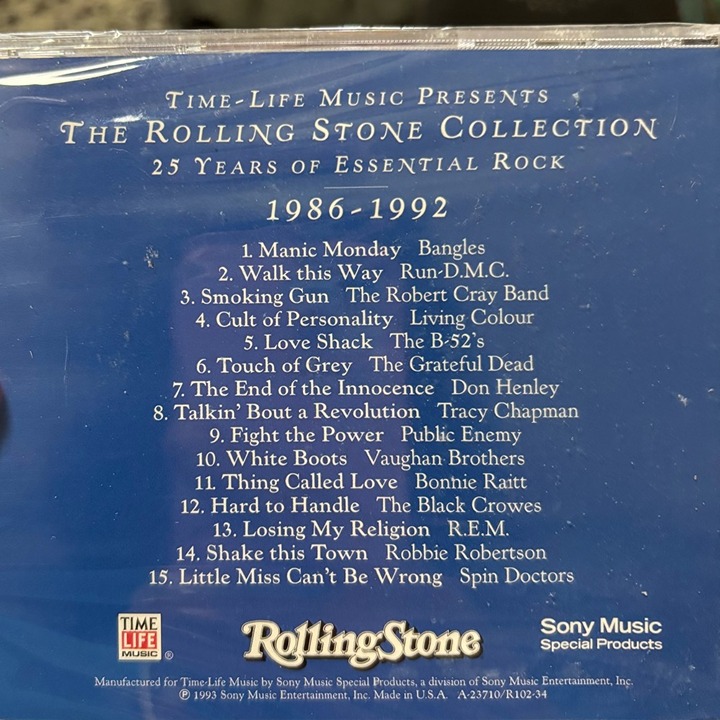 TIME-LIFE MUSIC PRESENTS
THE ROLLING STONE COLLECTION
25 YEARS OF ESSENTIAL ROCK
1986-1992
1. Manic Monday Bangles
2. Walk this Way Run-D.M.C.
3. Smoking Gun The Robert Cray Band
4. Cult of Personality Living Colour
5. Love Shack The B-52's
6. Touch of Grey The Grateful Dead
7. The End of the Innocence Don Henley
8. Talkin' Bout a Revolution Tracy Chapman
9. Fight the Power Public Enemy
10. White Boots Vaughan Brothers
11. Thing Called Love Bonnie Raitt
12. Hard to Handle The Black Crowes
13. Losing My Religion R.E.M.
14. Shake this Town Robbie Robertson
15. Little Miss Can't Be Wrong Spin Doctors
TIME
LIFE
MUSIC ®
RollingStone
Sony Music
Special Products
Manufactured for Time-Life Music by Sony Music Special Products, a division of Sony Music Entertainment, Inc.
℗ 1993 Sony Music Entertainment, Inc. Made in U.S.A. A-23710/R102-34